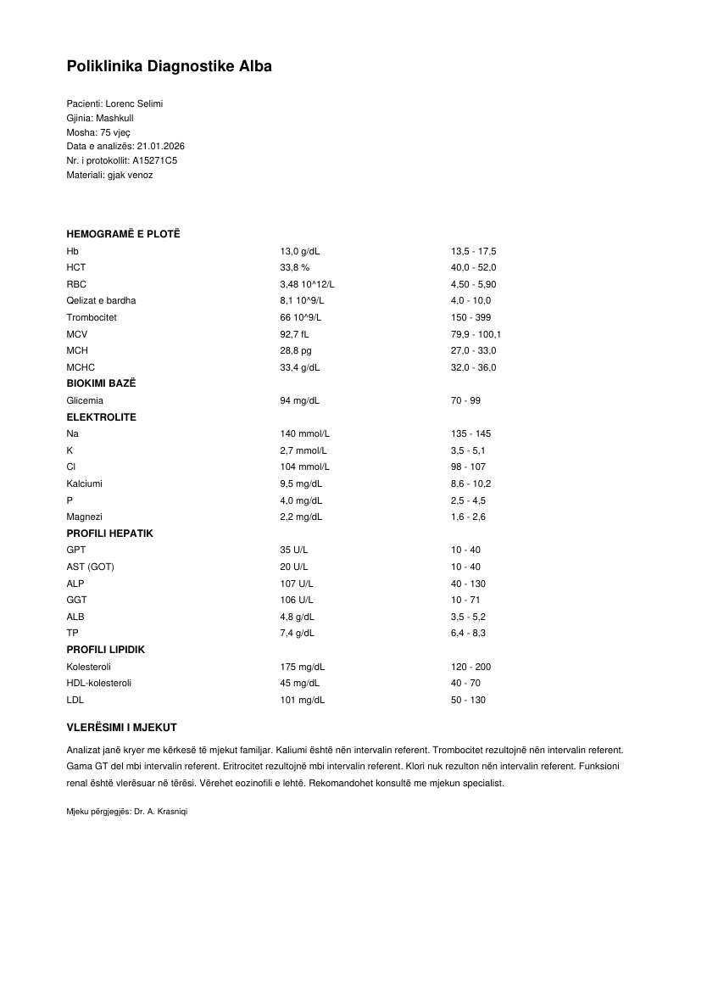 Poliklinika Diagnostike Alba
Pacienti: Lorenc Selimi
Gjinia: Mashkull
Mosha: 75 vjeç
Data e analizës: 21.01.2026
Nr. i protokollit: A15271C5
Materiali: gjak venoz
HEMOGRAMË E PLOTË
Hb 13,0 g/dL 13,5 - 17,5
HCT 33,8 % 40,0 - 52,0
RBC 3,48 10^12/L 4,50 - 5,90
Qelizat e bardha 8,1 10^9/L 4,0 - 10,0
Trombocitet 66 10^9/L 150 - 399
MCV 92,7 fL 79,9 - 100,1
MCH 28,8 pg 27,0 - 33,0
MCHC 33,4 g/dL 32,0 - 36,0
BIOKIMI BAZË
Glicemia 94 mg/dL 70 - 99
ELEKTROLITE
Na 140 mmol/L 135 - 145
K 2,7 mmol/L 3,5 - 5,1
Cl 104 mmol/L 98 - 107
Kalciumi 9,5 mg/dL 8,6 - 10,2
P 4,0 mg/dL 2,5 - 4,5
Magnezi 2,2 mg/dL 1,6 - 2,6
PROFILI HEPATIK
GPT 35 U/L 10 - 40
AST (GOT) 20 U/L 10 - 40
ALP 107 U/L 40 - 130
GGT 106 U/L 10 - 71
ALB 4,8 g/dL 3,5 - 5,2
TP 7,4 g/dL 6,4 - 8,3
PROFILI LIPIDIK
Kolesteroli 175 mg/dL 120 - 200
HDL-kolesteroli 45 mg/dL 40 - 70
LDL 101 mg/dL 50 - 130
VLERËSIMI I MJEKUT
Analizat janë kryer me kërkesë të mjekut familjar. Kaliumi është nën intervalin referent. Trombocitet rezultojnë nën intervalin referent.
Gama GT del mbi intervalin referent. Eritrocitet rezultojnë mbi intervalin referent. Klori nuk rezulton nën intervalin referent. Funksioni
renal është vlerësuar në tërësi. Vërehet eozinofili e lehtë. Rekomandohet konsultë me mjekun specialist.
Mjeku përgjegjës: Dr. A. Krasniqi